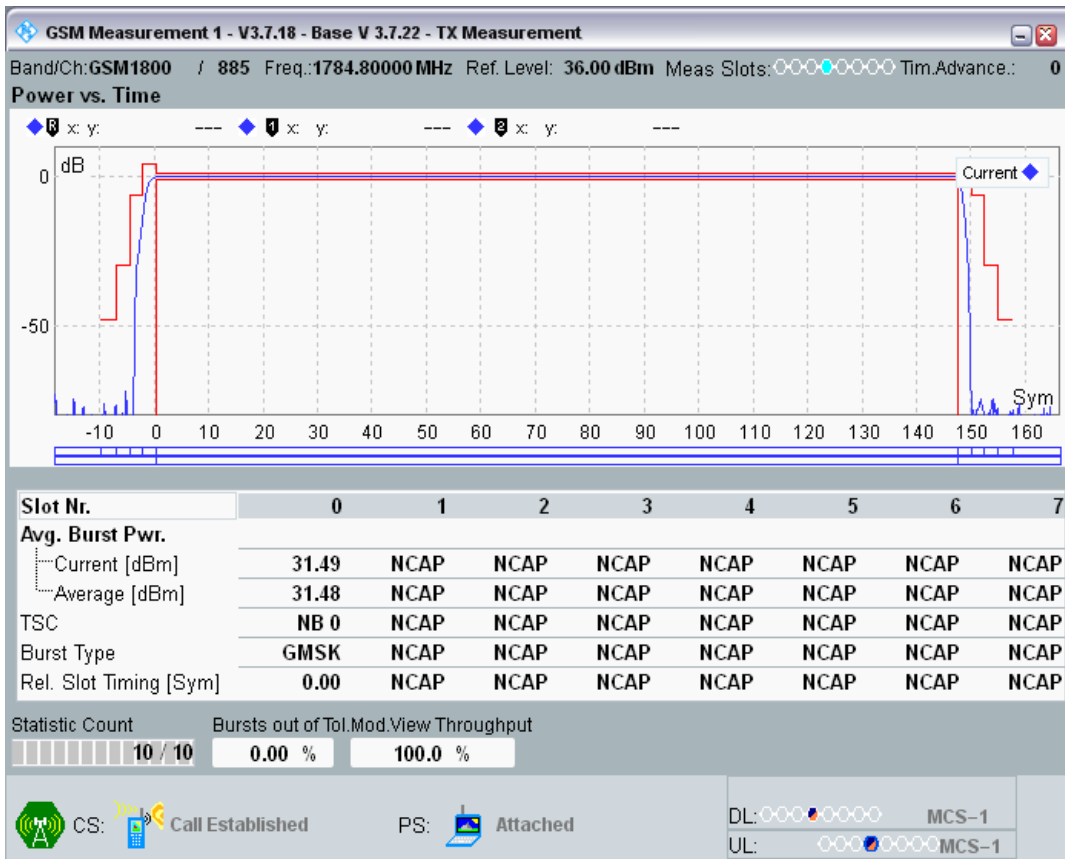 GSM Measurement 1 - V3.7.18 - Base V 3.7.22 - TX Measurement
Band/Ch:GSM1800 / 885 Freq.:1784.80000 MHz Ref. Level: 36.00 dBm Meas Slots: Tim.Advance.: 0
Power vs. Time
R x: y: --- 1 x: y: --- 2 x: y: ---
dB
Current
0
-50
Sym
-10 0 10 20 30 40 50 60 70 80 90 100 110 120 130 140 150 160
Slot Nr. 0 1 2 3 4 5 6 7
Avg. Burst Pwr.
Current [dBm] 31.49 NCAP NCAP NCAP NCAP NCAP NCAP NCAP
Average [dBm] 31.48 NCAP NCAP NCAP NCAP NCAP NCAP NCAP
TSC NB 0 NCAP NCAP NCAP NCAP NCAP NCAP NCAP
Burst Type GMSK NCAP NCAP NCAP NCAP NCAP NCAP NCAP
Rel. Slot Timing [Sym] 0.00 NCAP NCAP NCAP NCAP NCAP NCAP NCAP
Statistic Count Bursts out of Tol.Mod.View Throughput
10 / 10 0.00 % 100.0 %
CS: Call Established PS: Attached
DL: MCS-1
UL: MCS-1